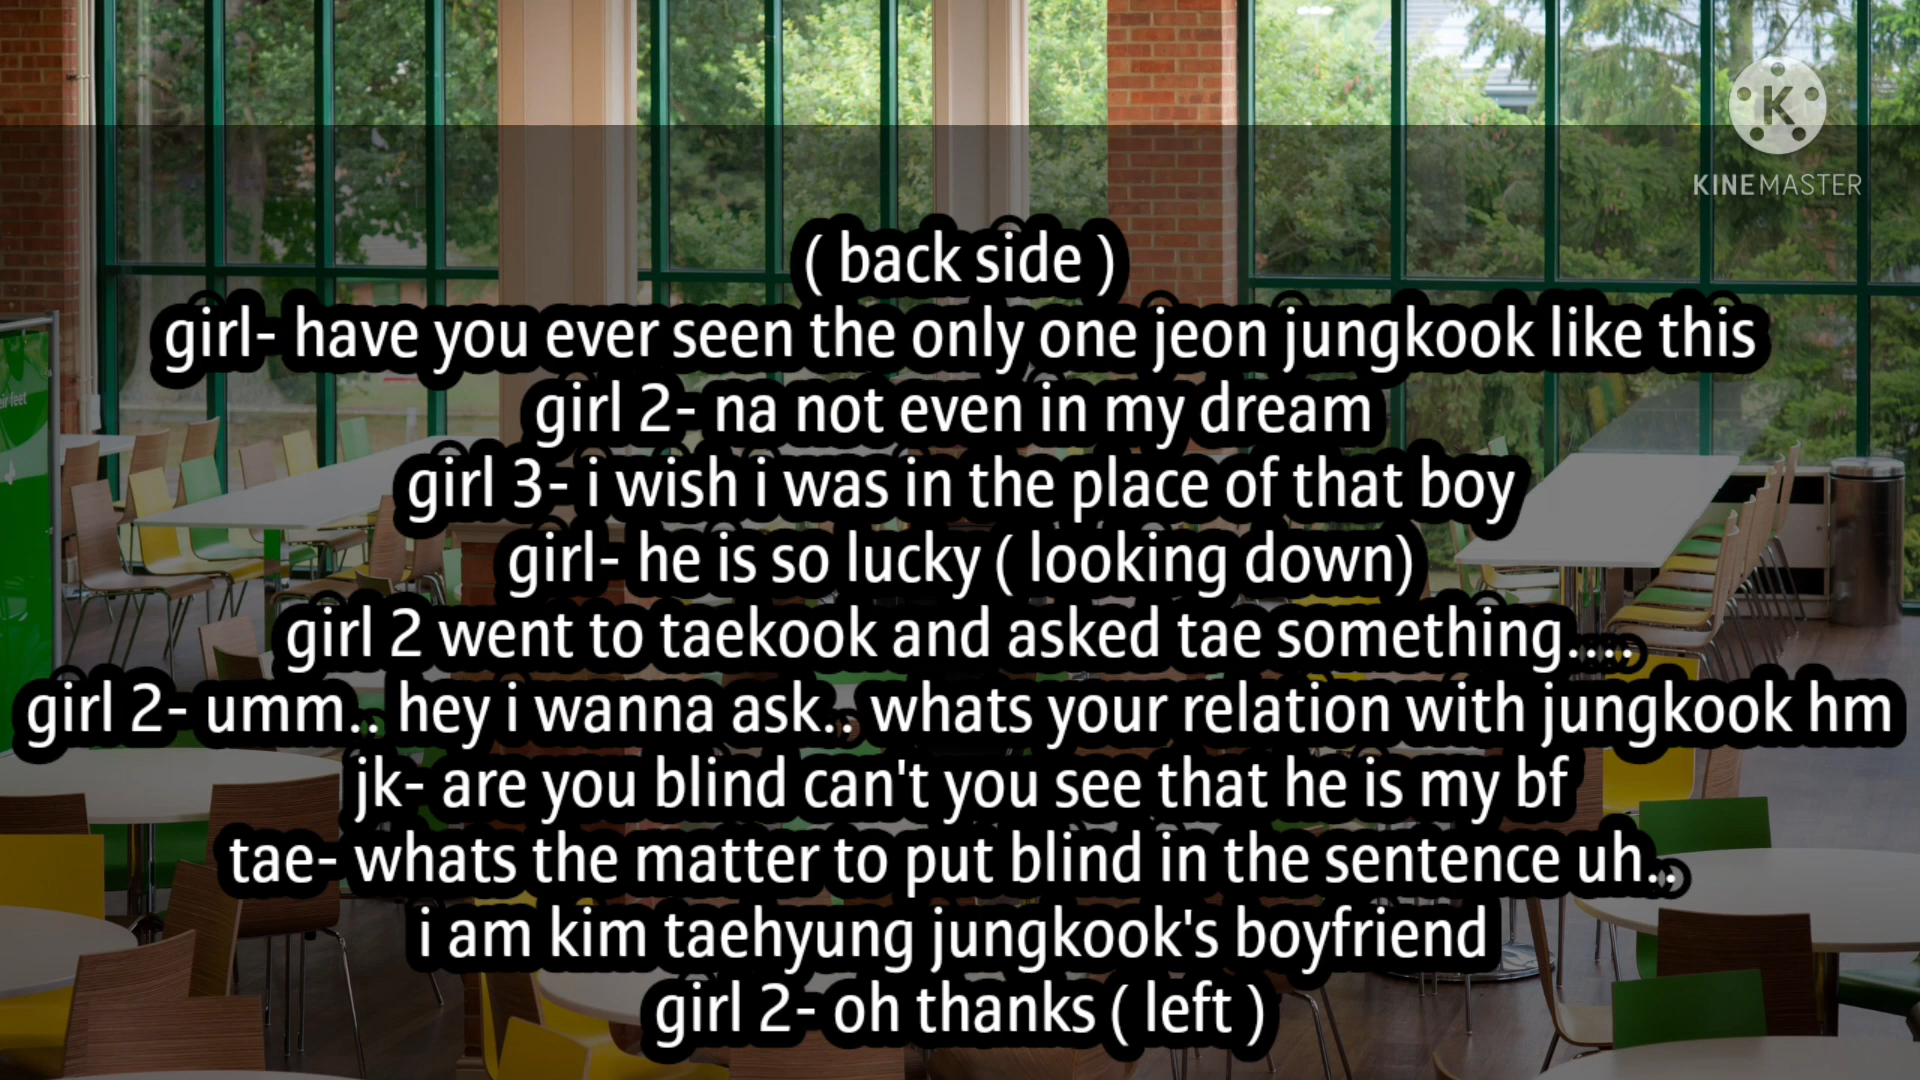 KINEMASTER
( back side )
girl- have you ever seen the only one jeon jungkook like this
girl 2- na not even in my dream
girl 3- i wish i was in the place of that boy
girl- he is so lucky ( looking down)
girl 2 went to taekook and asked tae something....
girl 2- umm.. hey i wanna ask.. whats your relation with jungkook hm
jk- are you blind can't you see that he is my bf
tae- whats the matter to put blind in the sentence uh..
i am kim taehyung jungkook's boyfriend
girl 2- oh thanks ( left )